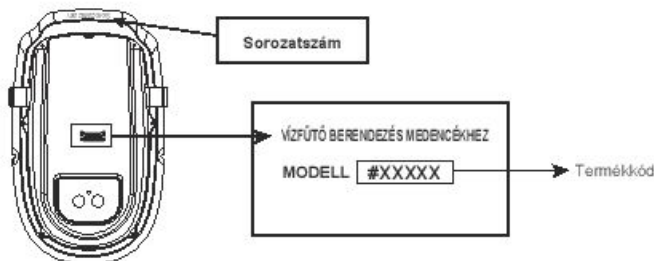 Sorozatszám
VÍZFŰTŐ BERENDEZÉS MEDENCÉKHEZ
MODELL #XXXXX
Termékkód